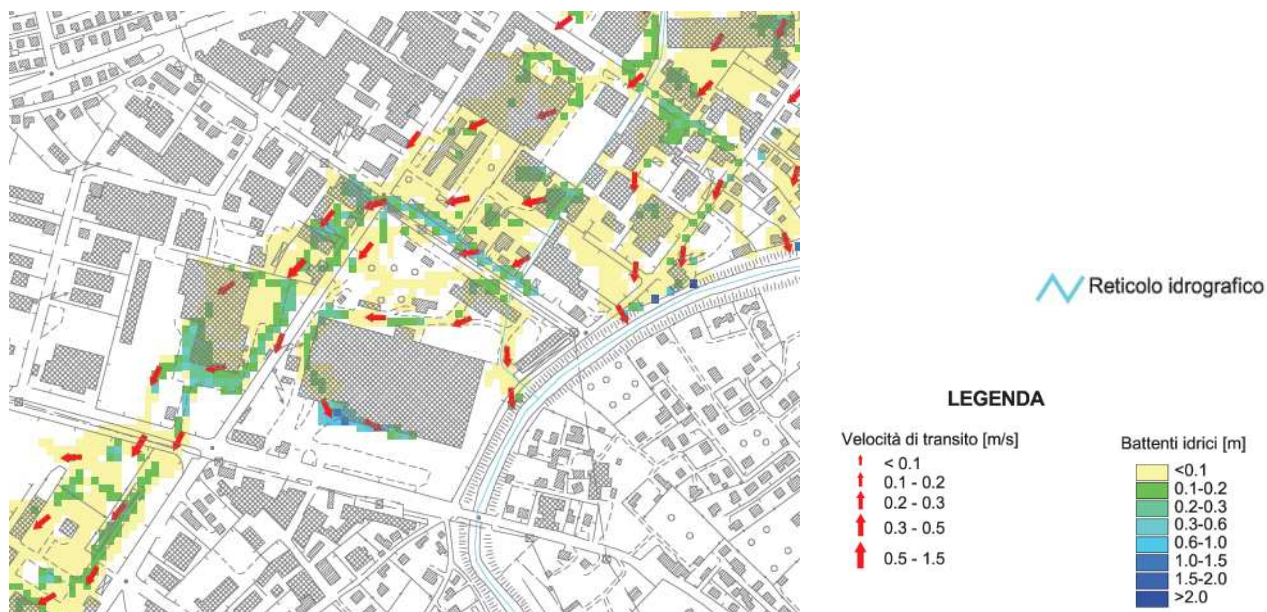 Reticolo idrografico
LEGENDA
Velocità di transito [m/s]
< 0.1
0.1 - 0.2
0.2 - 0.3
0.3 - 0.5
0.5 - 1.5
Battenti idrici [m]
<0.1
0.1-0.2
0.2-0.3
0.3-0.6
0.6-1.0
1.0-1.5
1.5-2.0
>2.0